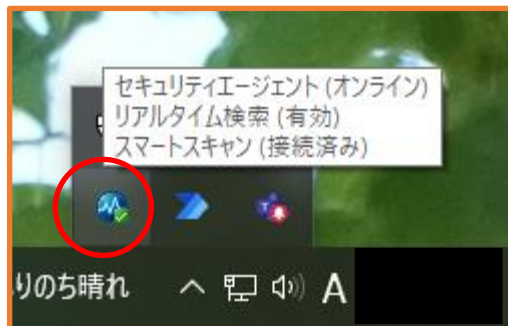 セキュリティエージェント (オンライン)
リアルタイム検索 (有効)
スマートスキャン (接続済み)
りのち晴れ
A